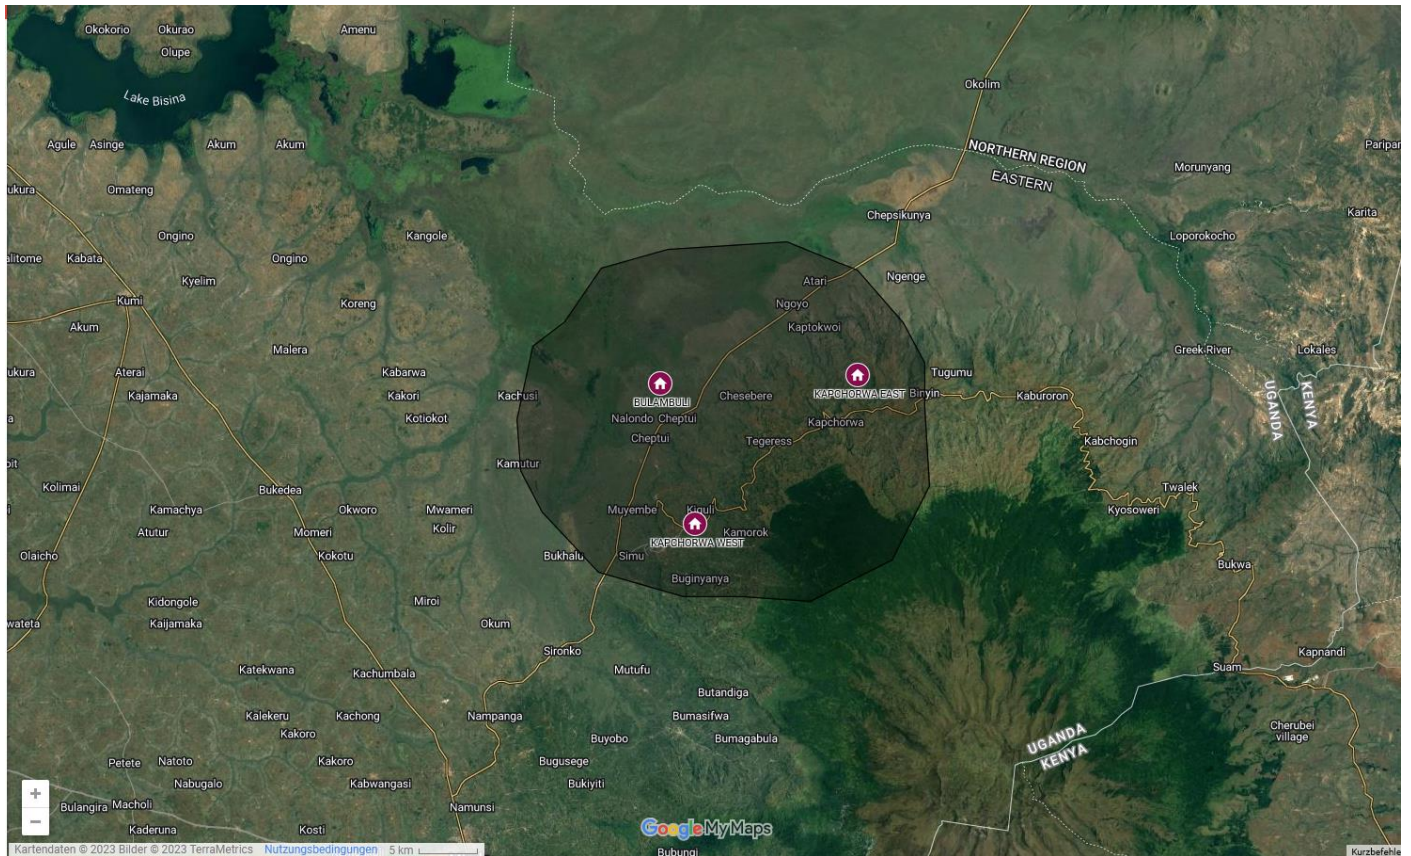 Okokorio
Okurao
Amenu
Olupe
Okolim
Lake Bisina
Agule
Asinge
Akum
Akum
NORTHERN REGION
Paripar
EASTERN
Morunyang
ukura
Omateng
Chepsikunya
Karita
Ongino
Kangole
Loporokocho
alitome
Kabata
Ongino
Kyelim
Atari
Ngenge
Kumi
Koreng
Ngoyo
Akum
Kaptokwoi
Malera
Greek River
Lokales
ukura
Aterai
Kabarwa
Tugumu
Kajamaka
Kakori
Kachusi
BULAMBULI
Chesebere
KAPCHORWA EAST
Binyin
Kaburoron
UGANDA
KENYA
a
Kotiokot
Nalondo
Cheptui
Kapchorwa
Cheptui
Tegeress
Kabchogin
oit
Kamutur
Kolimai
Bukedea
Twalek
Kamachya
Okworo
Mwameri
Muyembe
Kiguli
Kyosoweri
i
Atutur
Momeri
Kolir
Kamorok
KAPCHORWA WEST
Olaicho
Kokotu
Bukhalu
Simu
Bukwa
Buginyanya
Kidongole
Miroi
wateta
Kaijamaka
Okum
Sironko
Kapnandi
Katekwana
Kachumbala
Mutufu
Suam
Butandiga
Kalekeru
Kachong
Nampanga
Bumasifwa
Kakoro
Buyobo
Bumagabula
Cherubei
village
UGANDA
KENYA
Petete
Natoto
Kakoro
Bugusege
Nabugalo
Kabwangasi
Bukiyiti
+
Bulangira
Macholi
Namunsi
−
Kaderuna
Kosti
Google My Maps
Kartendaten © 2023 Bilder © 2023 TerraMetrics
Nutzungsbedingungen
5 km
Bubungi
Kurzbefehle